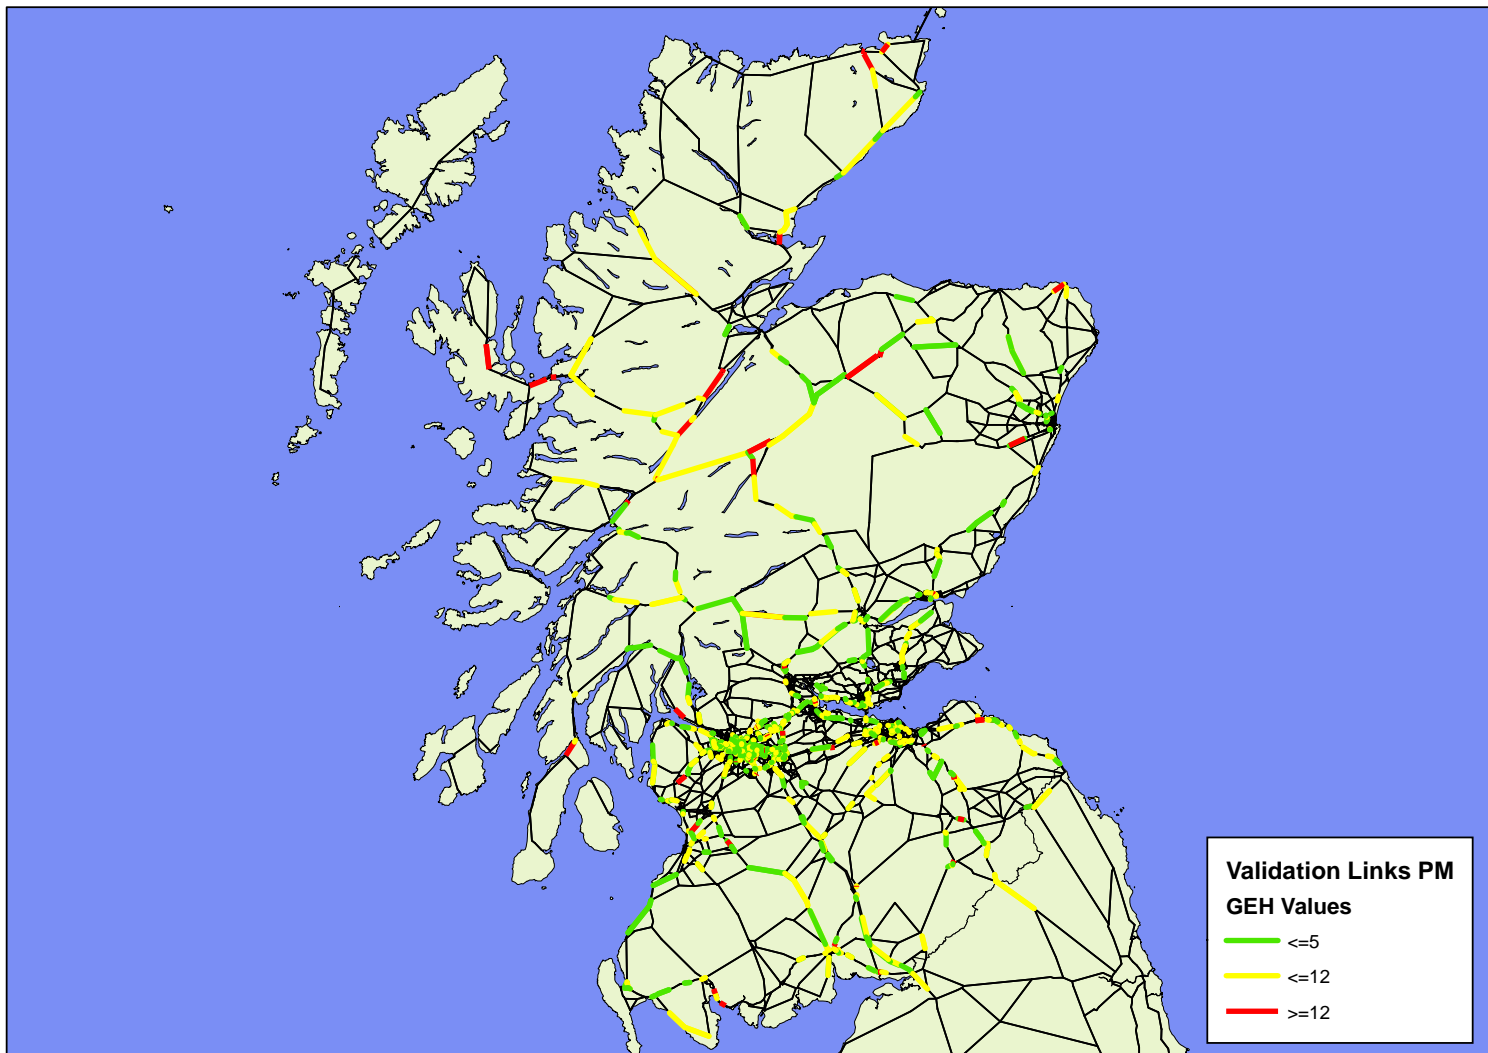 Validation Links PM
GEH Values
<=5
<=12
>=12